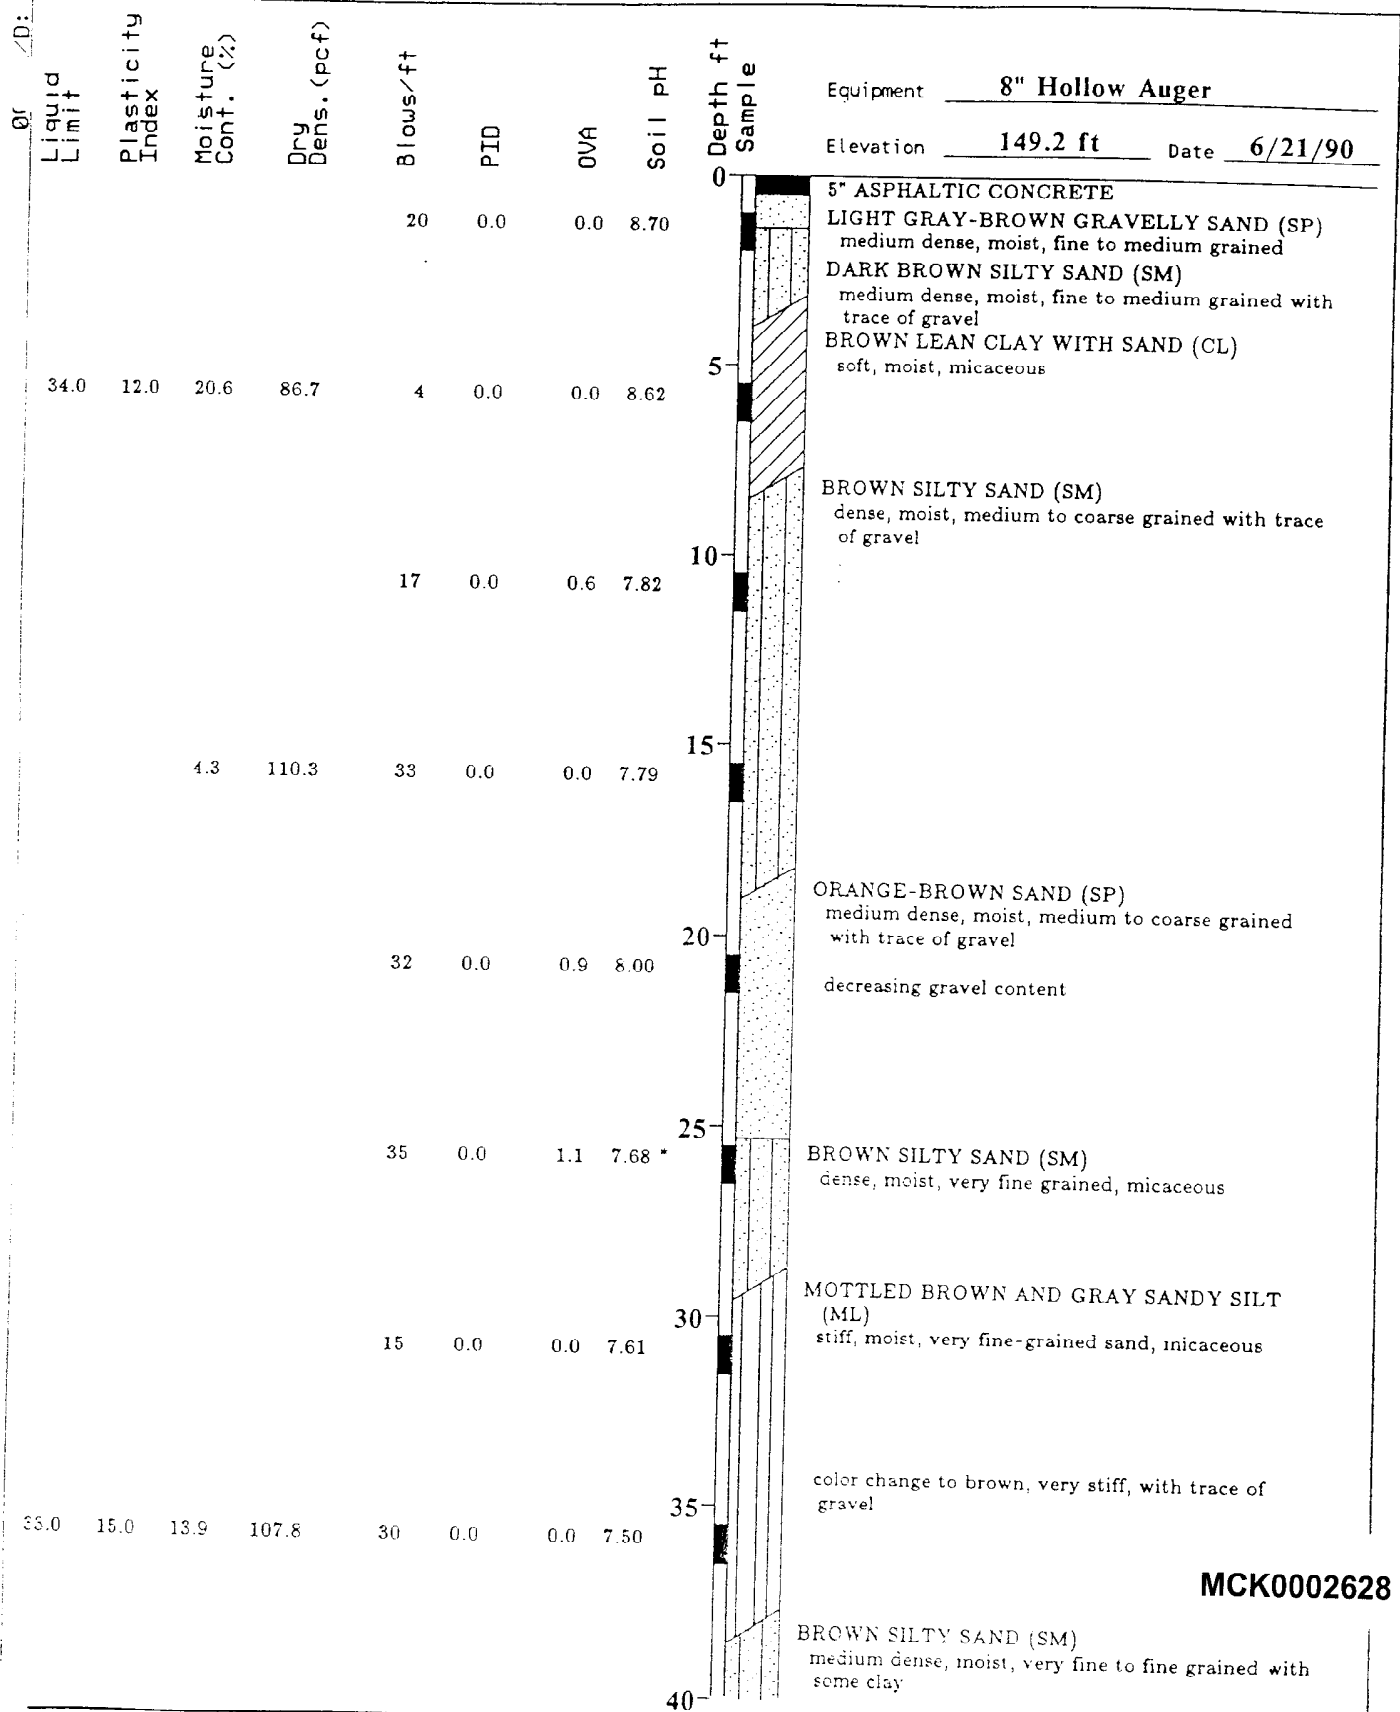 Liquid Limit
Plasticity Index
Moisture Cont. (%)
Dry Dens. (pcf)
Blows/ft
PID
OVA
Soil pH
Depth ft
Sample
Equipment 8" Hollow Auger
Elevation 149.2 ft Date 6/21/90
0
5" ASPHALTIC CONCRETE
20 0.0 0.0 8.70
LIGHT GRAY-BROWN GRAVELLY SAND (SP)
medium dense, moist, fine to medium grained
DARK BROWN SILTY SAND (SM)
medium dense, moist, fine to medium grained with
trace of gravel
BROWN LEAN CLAY WITH SAND (CL)
5
soft, moist, micaceous
34.0 12.0 20.6 86.7 4 0.0 0.0 8.62
BROWN SILTY SAND (SM)
dense, moist, medium to coarse grained with trace
of gravel
10
17 0.0 0.6 7.82
15
4.3 110.3 33 0.0 0.0 7.79
ORANGE-BROWN SAND (SP)
medium dense, moist, medium to coarse grained
20
with trace of gravel
32 0.0 0.9 8.00
decreasing gravel content
25
35 0.0 1.1 7.68 *
BROWN SILTY SAND (SM)
dense, moist, very fine grained, micaceous
MOTTLED BROWN AND GRAY SANDY SILT
30
(ML)
15 0.0 0.0 7.61
stiff, moist, very fine-grained sand, micaceous
color change to brown, very stiff, with trace of
35
gravel
15.0 13.9 107.8 30 0.0 0.0 7.50
MCK0002628
BROWN SILTY SAND (SM)
medium dense, moist, very fine to fine grained with
some clay
40